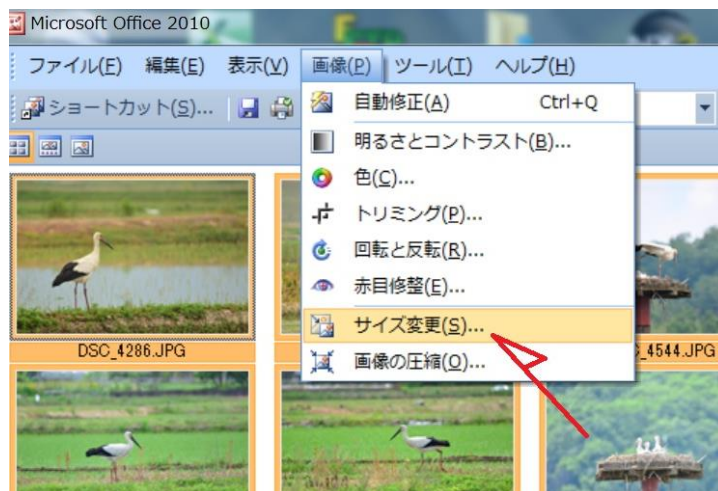 Microsoft Office 2010
ファイル(F) 編集(E) 表示(V) 画像(P) ツール(T) ヘルプ(H)
ショートカット(S)...
自動修正(A) Ctrl+Q
明るさとコントラスト(B)...
色(C)...
トリミング(P)...
回転と反転(R)...
赤目修整(E)...
サイズ変更(S)...
画像の圧縮(O)...
DSC_4286.JPG
_4544.JPG